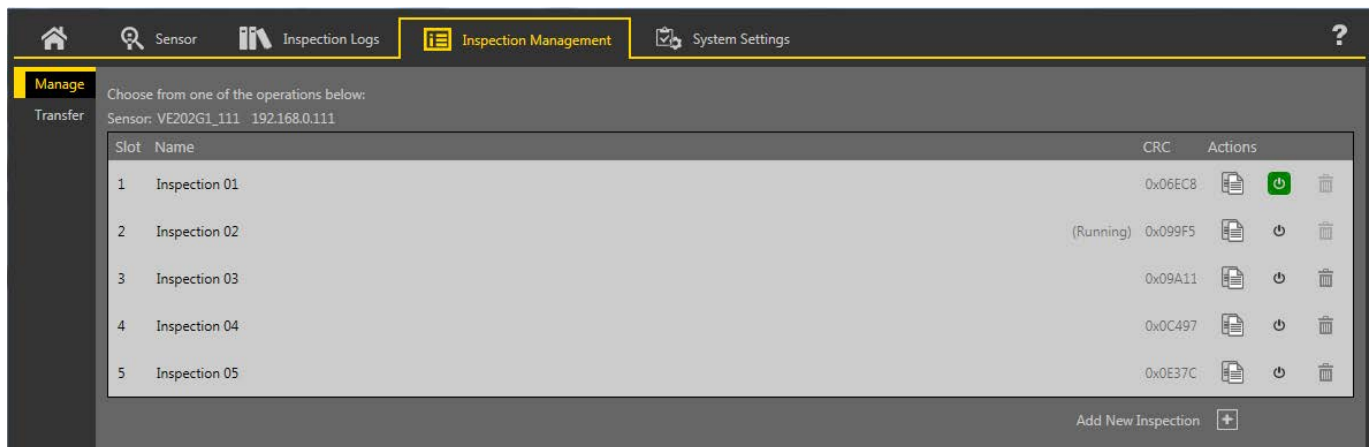 Sensor Inspection Logs Inspection Management System Settings ?
Manage
Transfer
Choose from one of the operations below:
Sensor: VE202G1_111 192.168.0.111
Slot Name CRC Actions
1 Inspection 01 0x06EC8
2 Inspection 02 (Running) 0x099F5
3 Inspection 03 0x09A11
4 Inspection 04 0x0C497
5 Inspection 05 0x0E37C
Add New Inspection +